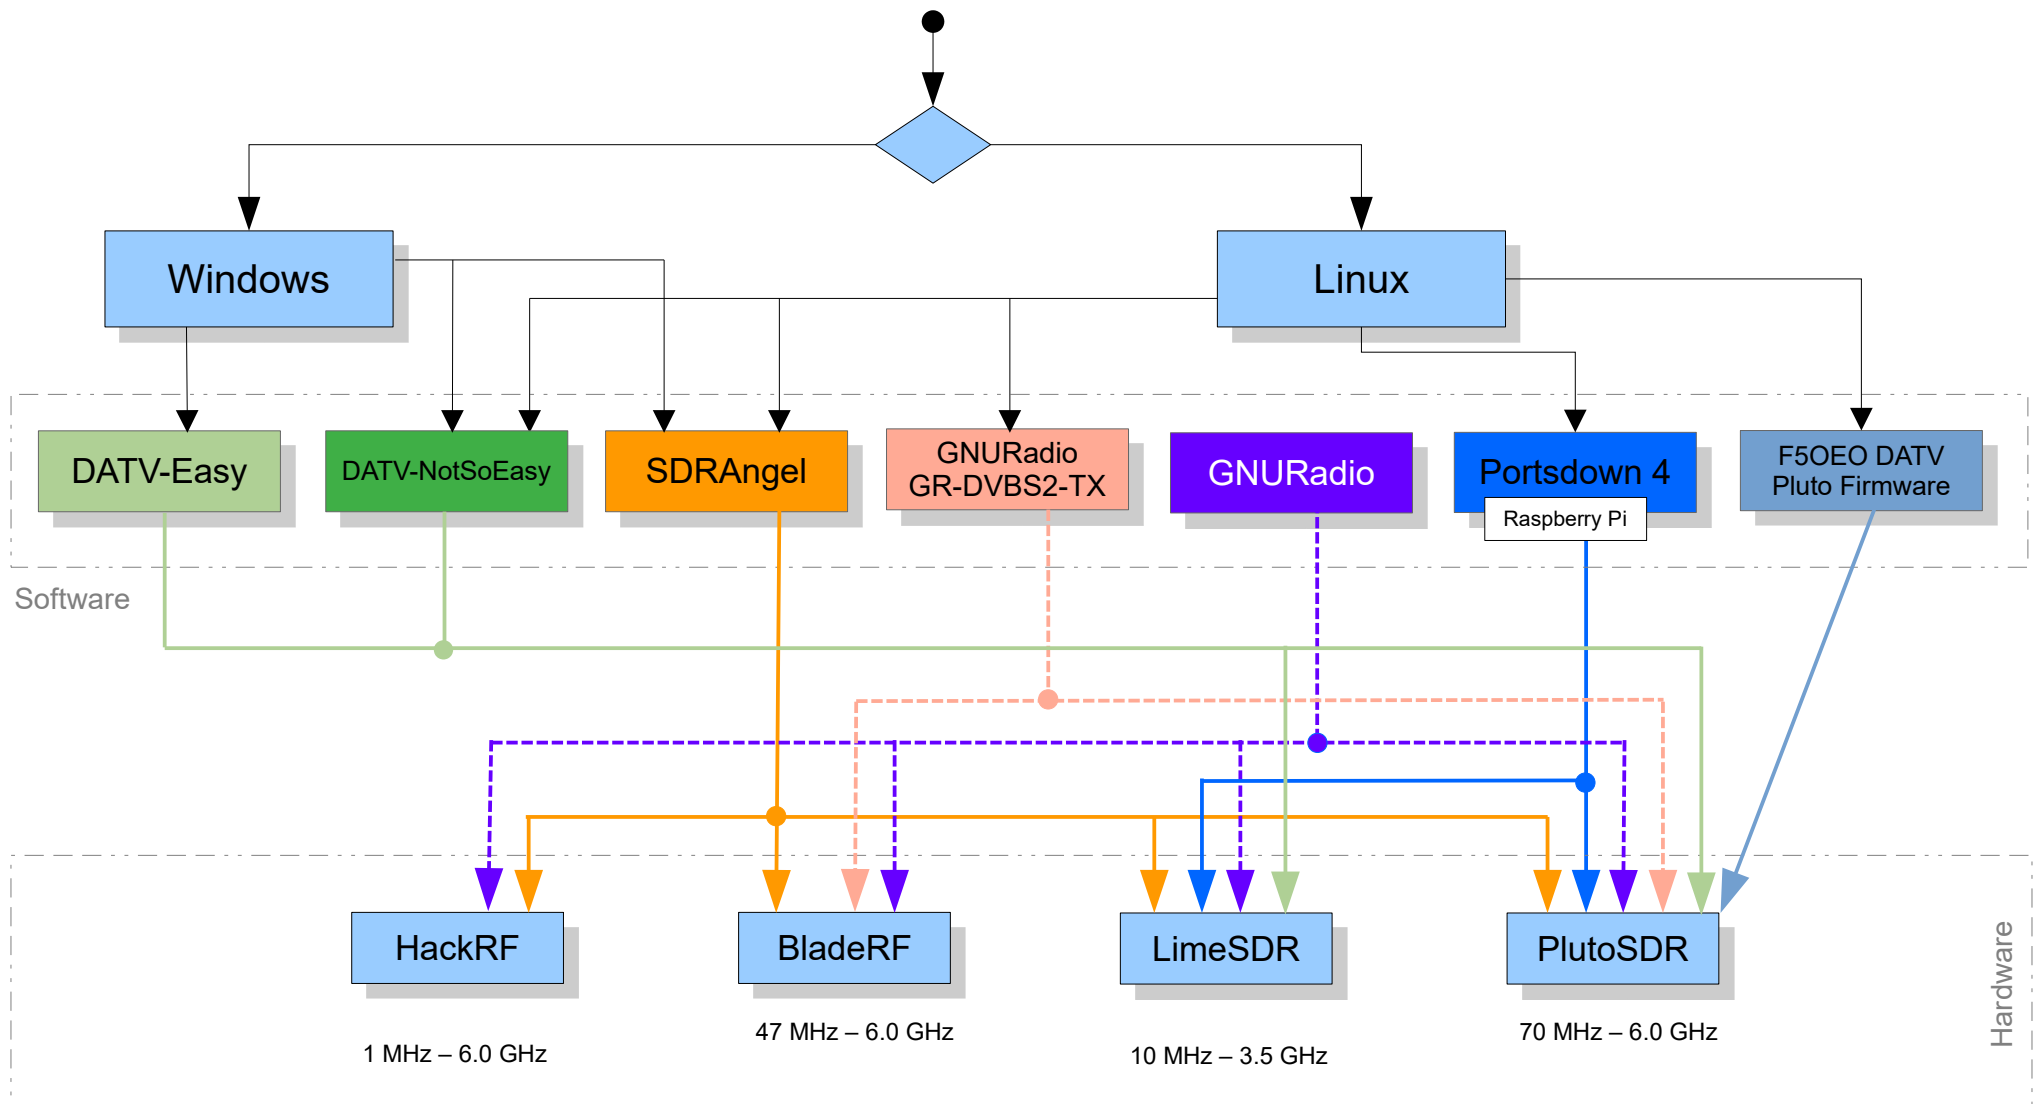 Windows
Linux
DATV-Easy
DATV-NotSoEasy
SDRAngel
GNURadio
GR-DVBS2-TX
GNURadio
Portsdown 4
Raspberry Pi
F5OEO DATV
Pluto Firmware
Software
HackRF
BladeRF
LimeSDR
PlutoSDR
Hardware
1 MHz – 6.0 GHz
47 MHz – 6.0 GHz
10 MHz – 3.5 GHz
70 MHz – 6.0 GHz